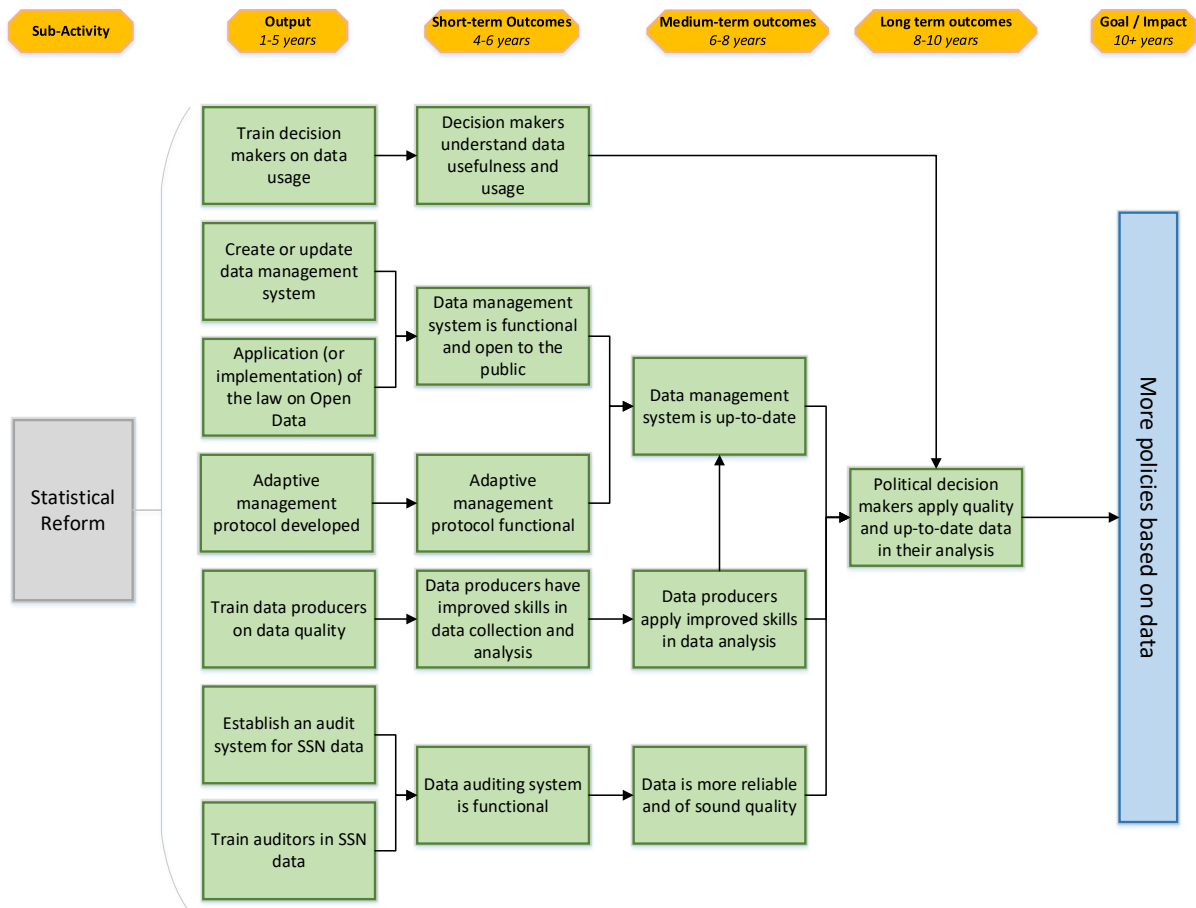 Sub-Activity
Output
1-5 years
Short-term Outcomes
4-6 years
Medium-term outcomes
6-8 years
Long term outcomes
8-10 years
Goal / Impact
10+ years
Statistical
Reform
Train decision
makers on data
usage
Create or update
data management
system
Application (or
implementation) of
the law on Open
Data
Adaptive
management
protocol developed
Train data producers
on data quality
Establish an audit
system for SSN data
Train auditors in SSN
data
Decision makers
understand data
usefulness and
usage
Data management
system is functional
and open to the
public
Adaptive
management
protocol functional
Data producers have
improved skills in
data collection and
analysis
Data auditing system
is functional
Data management
system is up-to-date
Data producers
apply improved skills
in data analysis
Data is more reliable
and of sound quality
Political decision
makers apply quality
and up-to-date data
in their analysis
More policies based on data